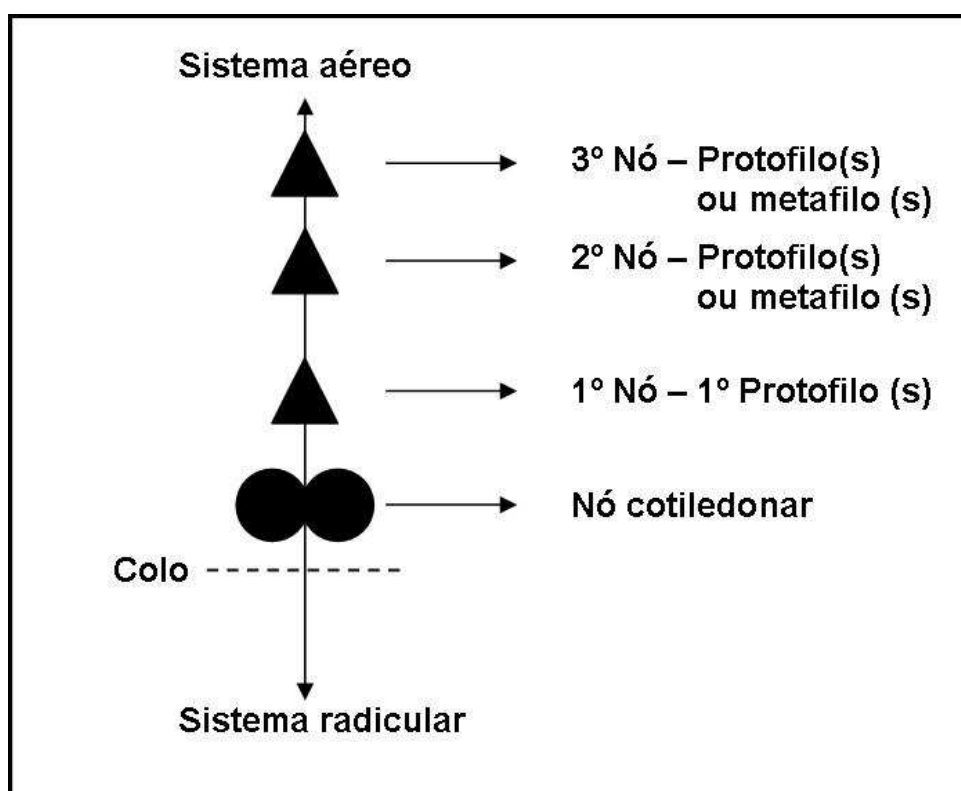 Sistema aéreo
3º Nó – Protofilo(s)
ou metafilo (s)
2º Nó – Protofilo(s)
ou metafilo (s)
1º Nó – 1º Protofilo (s)
Nó cotiledonar
Colo
Sistema radicular